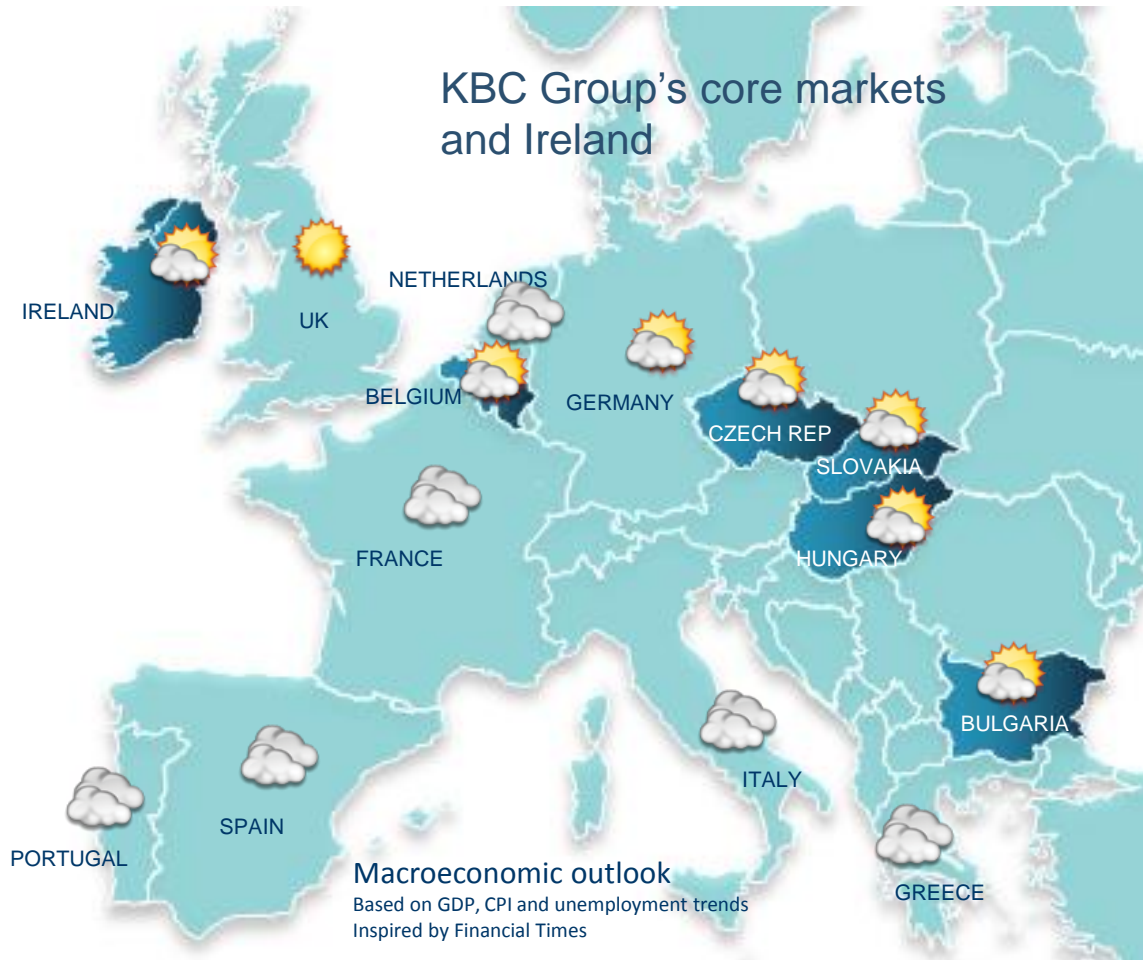 KBC Group's core markets
and Ireland
NETHERLANDS
IRELAND
UK
BELGIUM
GERMANY
CZECH REP
SLOVAKIA
FRANCE
HUNGARY
BULGARIA
ITALY
SPAIN
PORTUGAL
GREECE
Macroeconomic outlook
Based on GDP, CPI and unemployment trends
Inspired by Financial Times